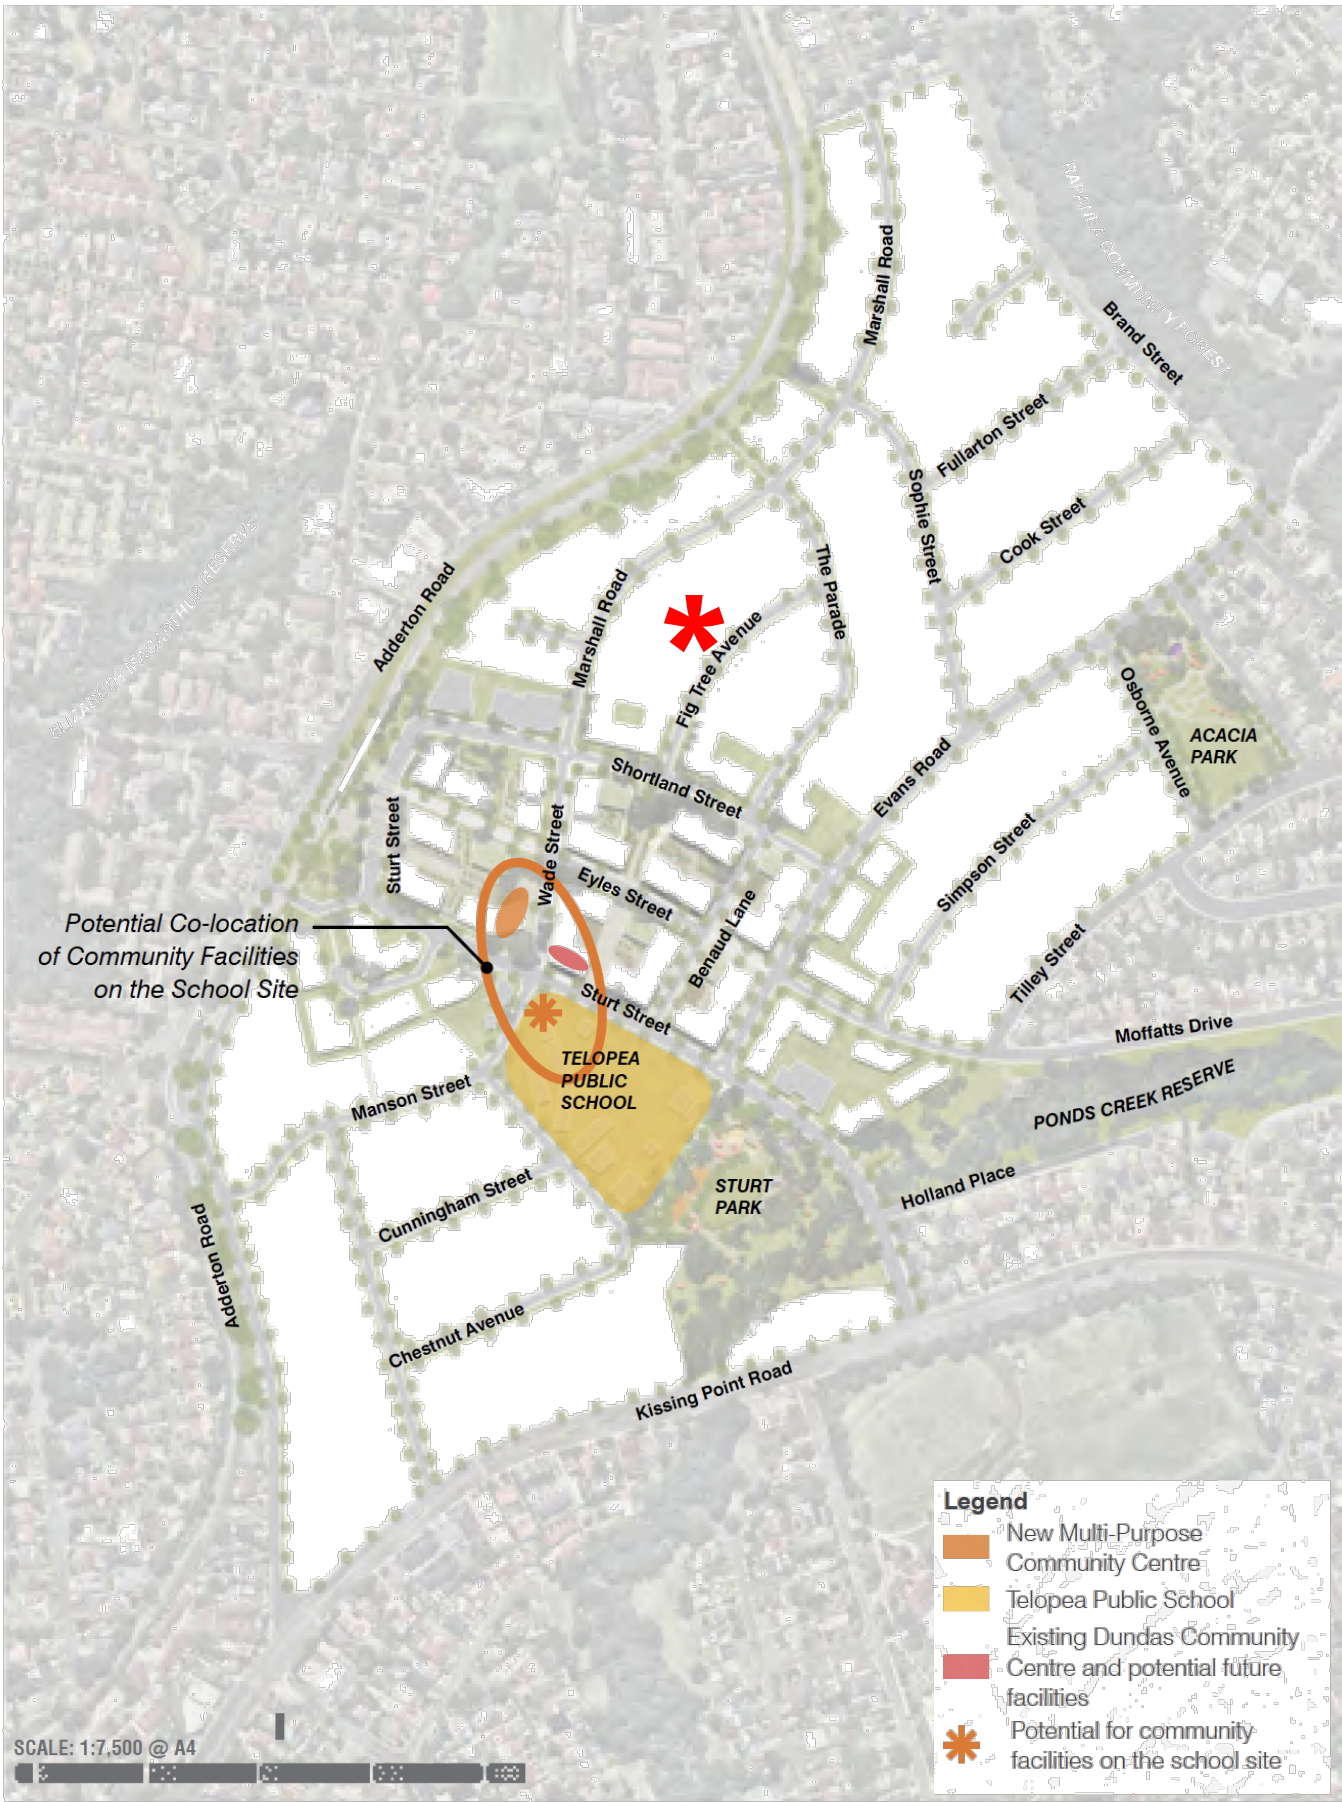 RAPANEA COMMUNITY FOREST
Marshall Road
Brand Street
Fullarton Street
Sophie Street
Cook Street
ELIZABETH MACARTHUR RESERVE
Adderton Road
Marshall Road
The Parade
Fig Tree Avenue
Osborne Avenue
ACACIA
PARK
Shortland Street
Evans Road
Sturt Street
Wade Street
Simpson Street
Eyles Street
Benaud Lane
Tilley Street
Potential Co-location
of Community Facilities
on the School Site
Sturt Street
Moffatts Drive
TELOPEA
PUBLIC
SCHOOL
Manson Street
PONDS CREEK RESERVE
STURT
PARK
Holland Place
Cunningham Street
Adderton Road
Chestnut Avenue
Kissing Point Road
Legend
New Multi-Purpose
Community Centre
Telopea Public School
Existing Dundas Community
Centre and potential future
facilities
Potential for community
facilities on the school site
SCALE: 1:7,500 @ A4